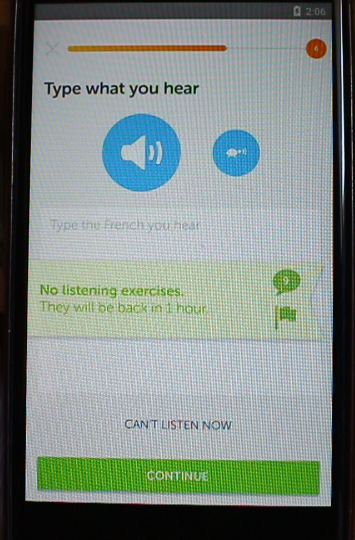 2:06
6
Type what you hear
Type the French you hear
No listening exercises.
They will be back in 1 hour.
CAN'T LISTEN NOW
CONTINUE